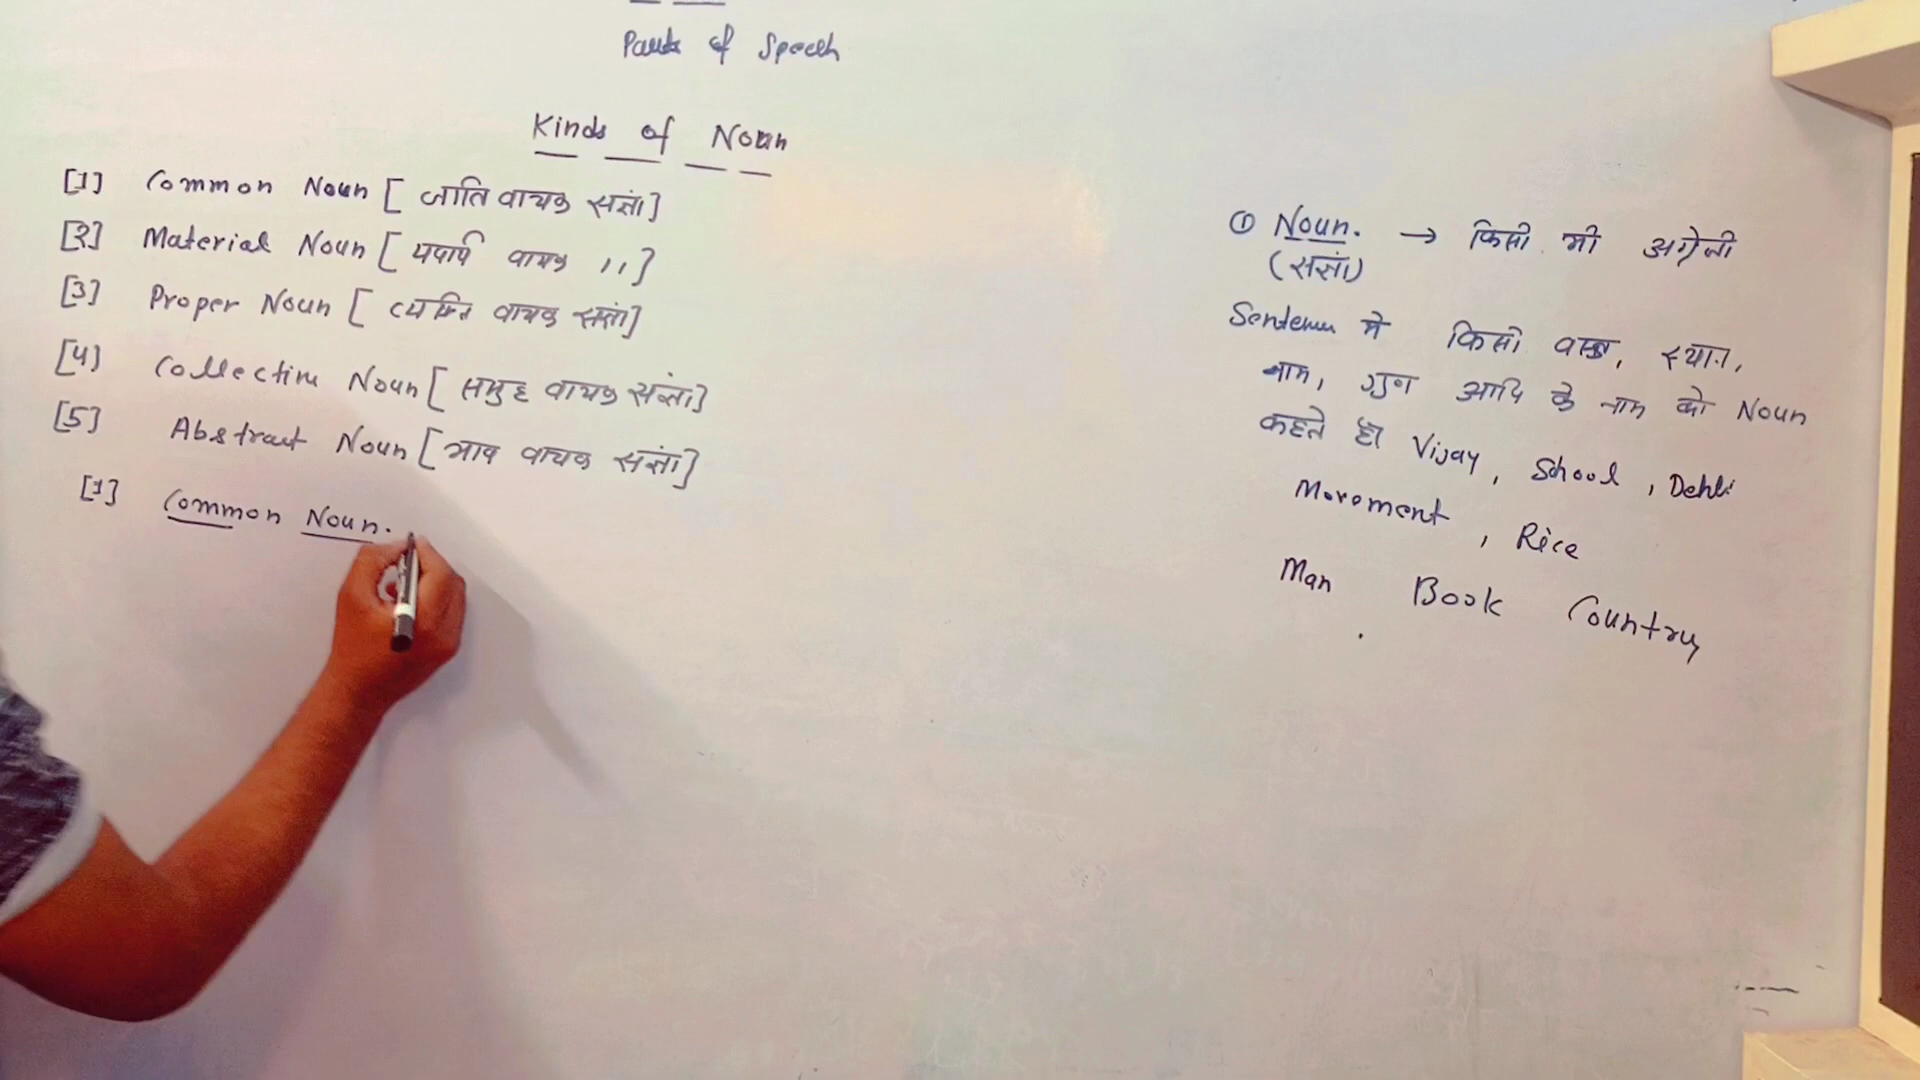 Parts of Speech
Kinds of Noun
[1] Common Noun [ जाति वाचक संज्ञा]
[2] Material Noun [ पदार्थ वाचक ,,]
[3] Proper Noun [ व्यक्ति वाचक संज्ञा]
[4] Collective Noun [ समुह वाचक संज्ञा]
[5] Abstract Noun [भाव वाचक संज्ञा]
[1] Common Noun.
① Noun. → किसी भी अग्रेजी
(संज्ञा)
Sentence मे किसी वस्तु, स्थान,
नाम, गुण आदि के नाम को Noun
कहते है। Vijay, School, Dehli
Movement, Rice
Man Book Country